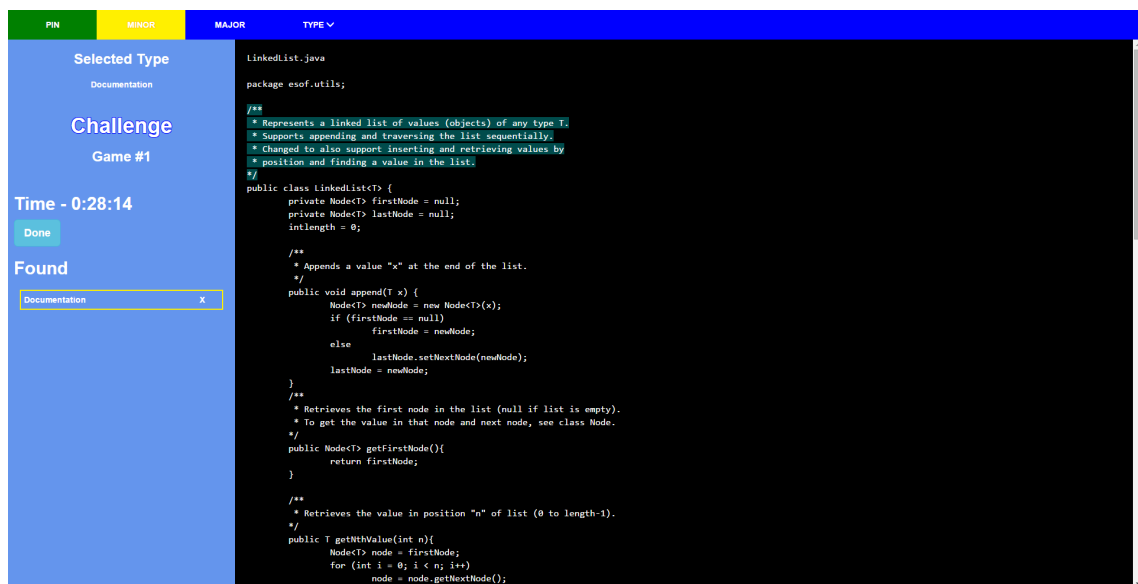 PIN MINOR MAJOR TYPE
Selected Type
Documentation
Challenge
Game #1
Time - 0:28:14
Done
Found
Documentation X
LinkedList.java
package esof.utils;
/**
* Represents a linked list of values (objects) of any type T.
* Supports appending and traversing the list sequentially.
* Changed to also support inserting and retrieving values by
* position and finding a value in the list.
*/
public class LinkedList<T> {
private Node<T> firstNode = null;
private Node<T> lastNode = null;
intlength = 0;
/**
* Appends a value "x" at the end of the list.
*/
public void append(T x) {
Node<T> newNode = new Node<T>(x);
if (firstNode == null)
firstNode = newNode;
else
lastNode.setNextNode(newNode);
lastNode = newNode;
}
/**
* Retrieves the first node in the list (null if list is empty).
* To get the value in that node and next node, see class Node.
*/
public Node<T> getFirstNode(){
return firstNode;
}
/**
* Retrieves the value in position "n" of list (0 to length-1).
*/
public T getNthValue(int n){
Node<T> node = firstNode;
for (int i = 0; i < n; i++)
node = node.getNextNode();